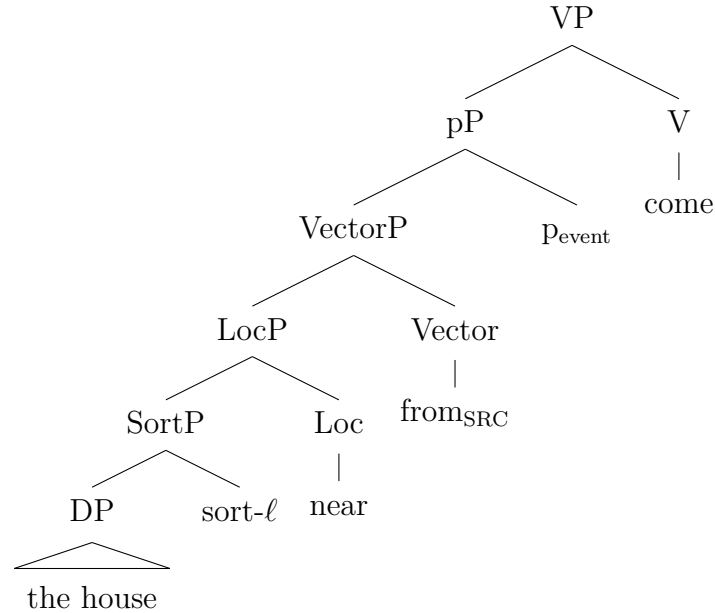 VP
pP V
come
VectorP p_event
LocP Vector
from_SRC
SortP Loc
near
DP sort-ℓ
the house